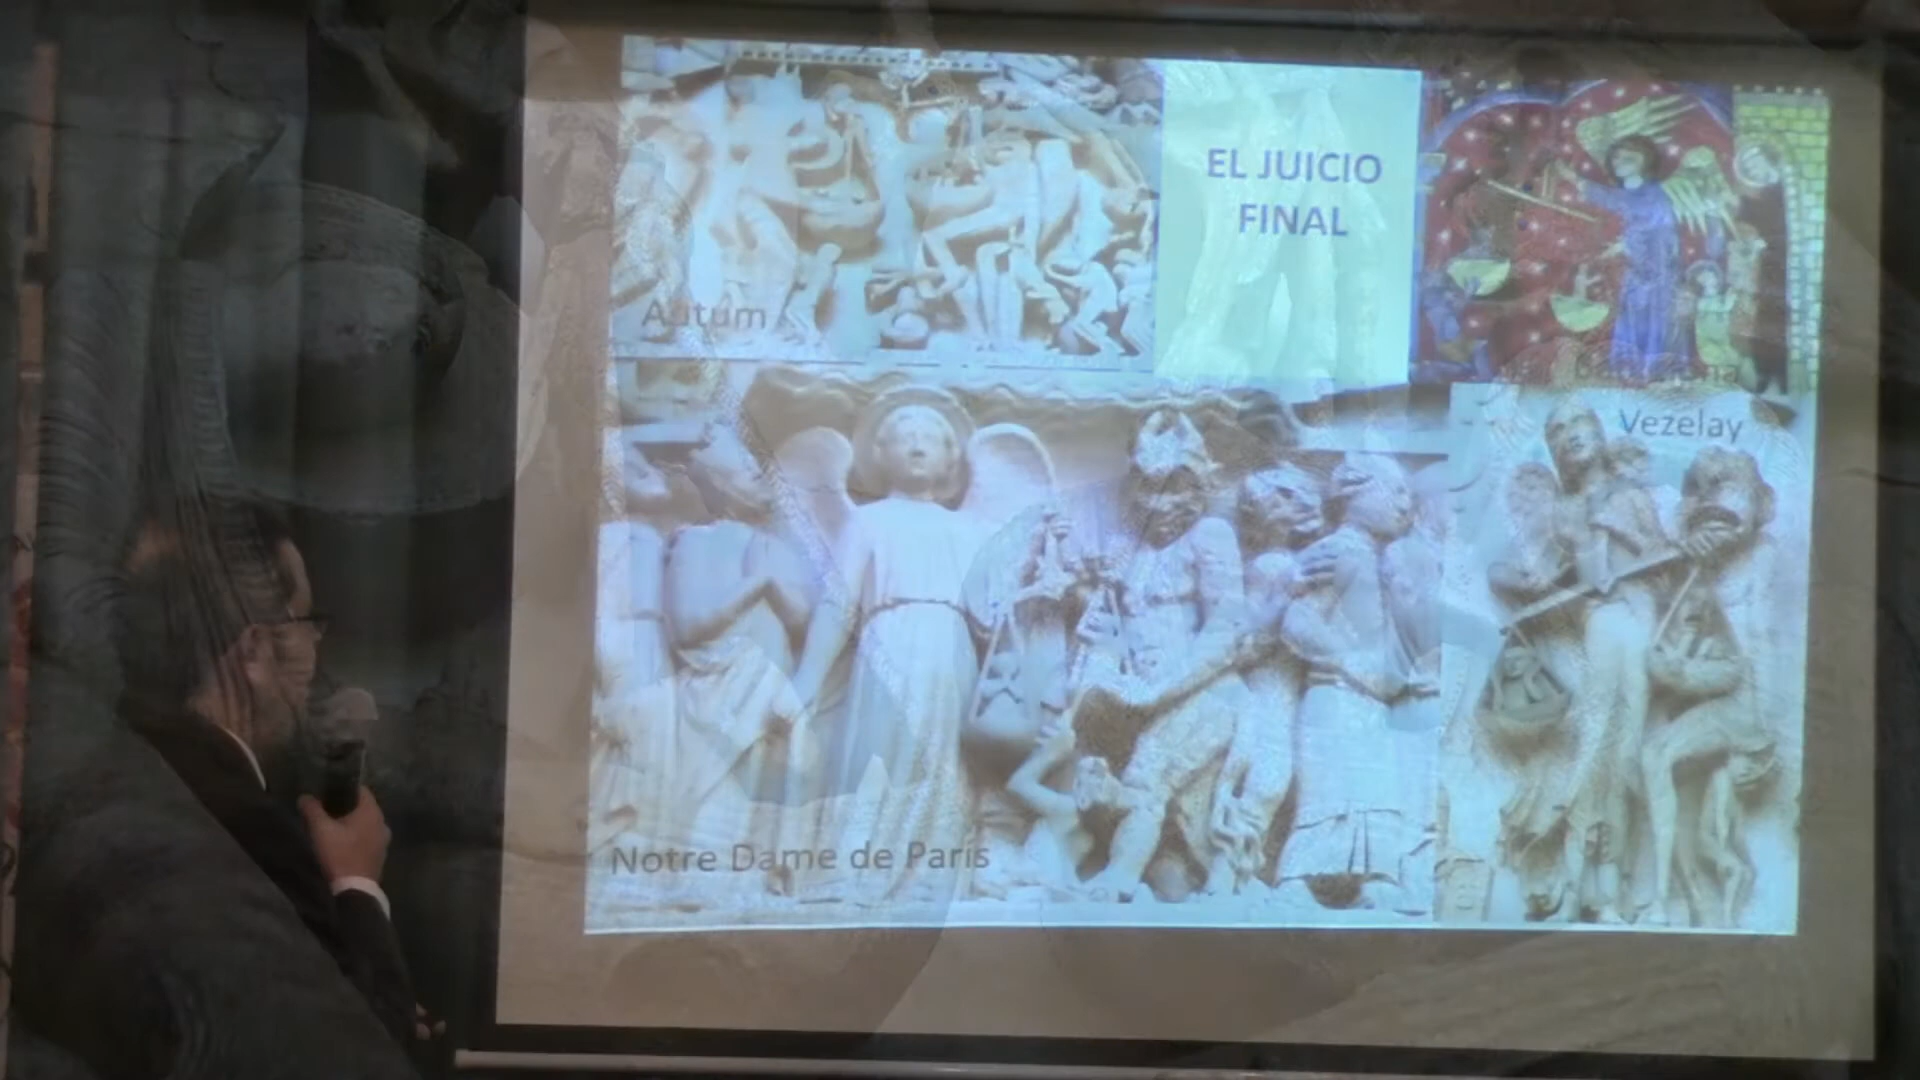 EL JUICIO
FINAL
Autum
Vezelay
Notre Dame de Paris